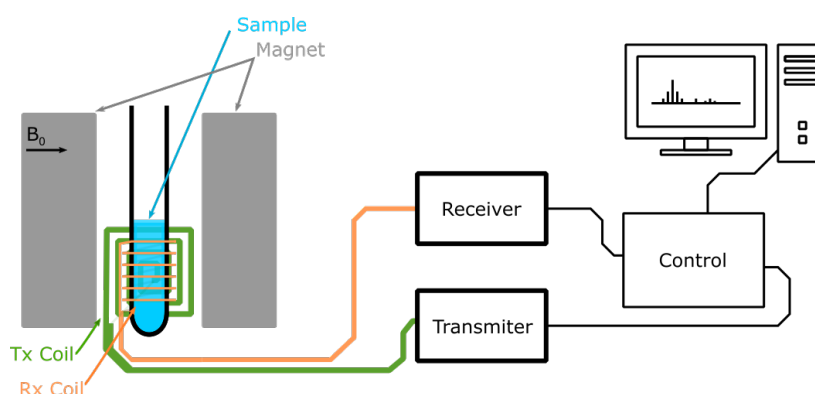 Sample
Magnet
B₀
Receiver
Control
Transmiter
Tx Coil
Rx Coil